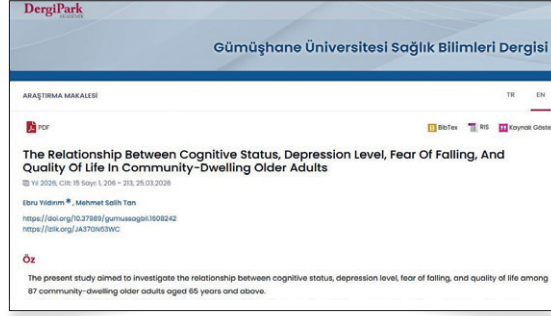 DergiPark
AKADEMİK
Gümüşhane Üniversitesi Sağlık Bilimleri Dergisi
ARAŞTIRMA MAKALESİ
TR EN
PDF
BibTex RIS Kaynak Göste
The Relationship Between Cognitive Status, Depression Level, Fear Of Falling, And
Quality Of Life In Community-Dwelling Older Adults
Yıl 2026, Cilt: 15 Sayı: 1, 206 - 213, 25.03.2026
Ebru Yıldırım * , Mehmet Salih Tan
https://doi.org/10.37989/gumussagbil.1608242
https://izlik.org/JA37GN63WC
Öz
The present study aimed to investigate the relationship between cognitive status, depression level, fear of falling, and quality of life among
87 community-dwelling older adults aged 65 years and above.